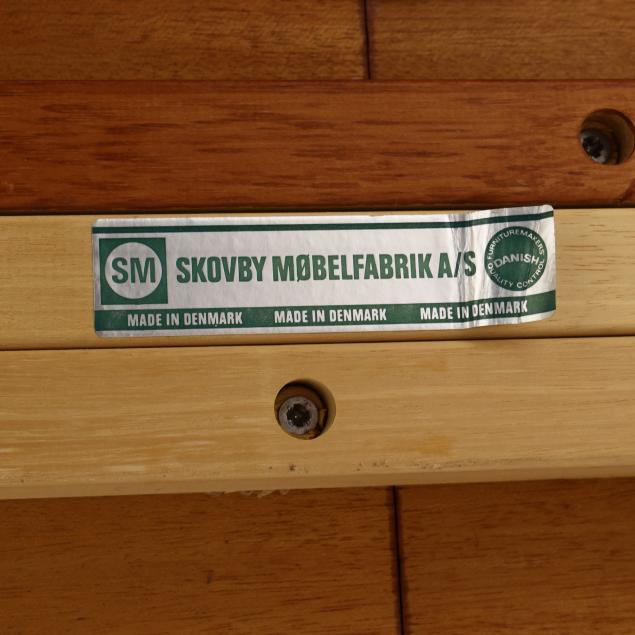 SM
SKOVBY MØBELFABRIK A/S
FURNITUREMAKERS
DANISH
QUALITY CONTROL
MADE IN DENMARK MADE IN DENMARK MADE IN DENMARK